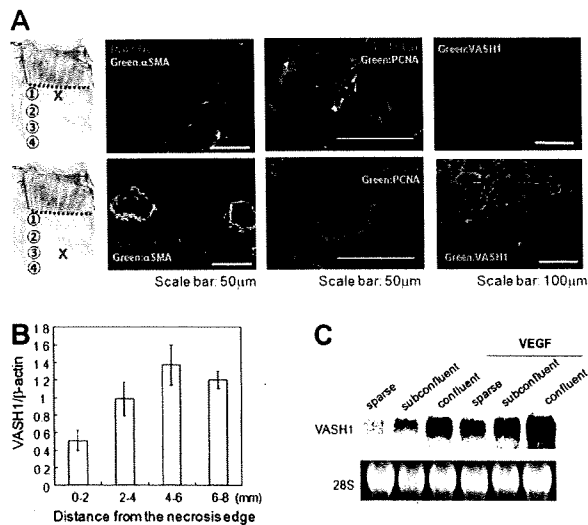 A
① X
②
③
④
Green:αSMA
Green:PCNA
Green:VASH1
①
②
③ X
④
Green:αSMA
Green:PCNA
Green:VASH1
Scale bar: 50μm
Scale bar: 50μm
Scale bar: 100μm
B
VASH1/β-actin
1 8
1 6
1 4
1 2
1
0 8
0 6
0 4
0 2
0
0-2
2-4
4-6
6-8
(mm)
Distance from the necrosis edge
C
VEGF
sparse
subconfluent
confluent
sparse
subconfluent
confluent
VASH1
28S